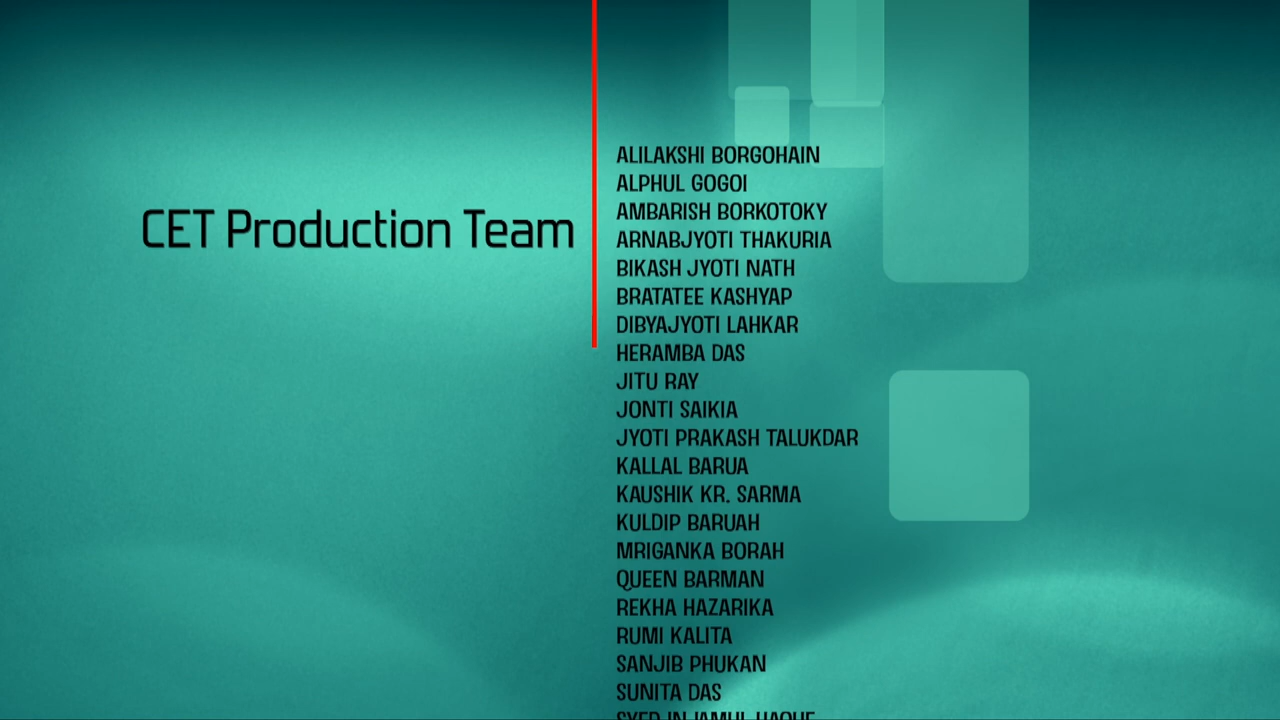 CET Production Team
ALILAKSHI BORGOHAIN
ALPHUL GOGOI
AMBARISH BORKOTOKY
ARNABJYOTI THAKURIA
BIKASH JYOTI NATH
BRATATEE KASHYAP
DIBYAJYOTI LAHKAR
HERAMBA DAS
JITU RAY
JONTI SAIKIA
JYOTI PRAKASH TALUKDAR
KALLAL BARUA
KAUSHIK KR. SARMA
KULDIP BARUAH
MRIGANKA BORAH
QUEEN BARMAN
REKHA HAZARIKA
RUMI KALITA
SANJIB PHUKAN
SUNITA DAS